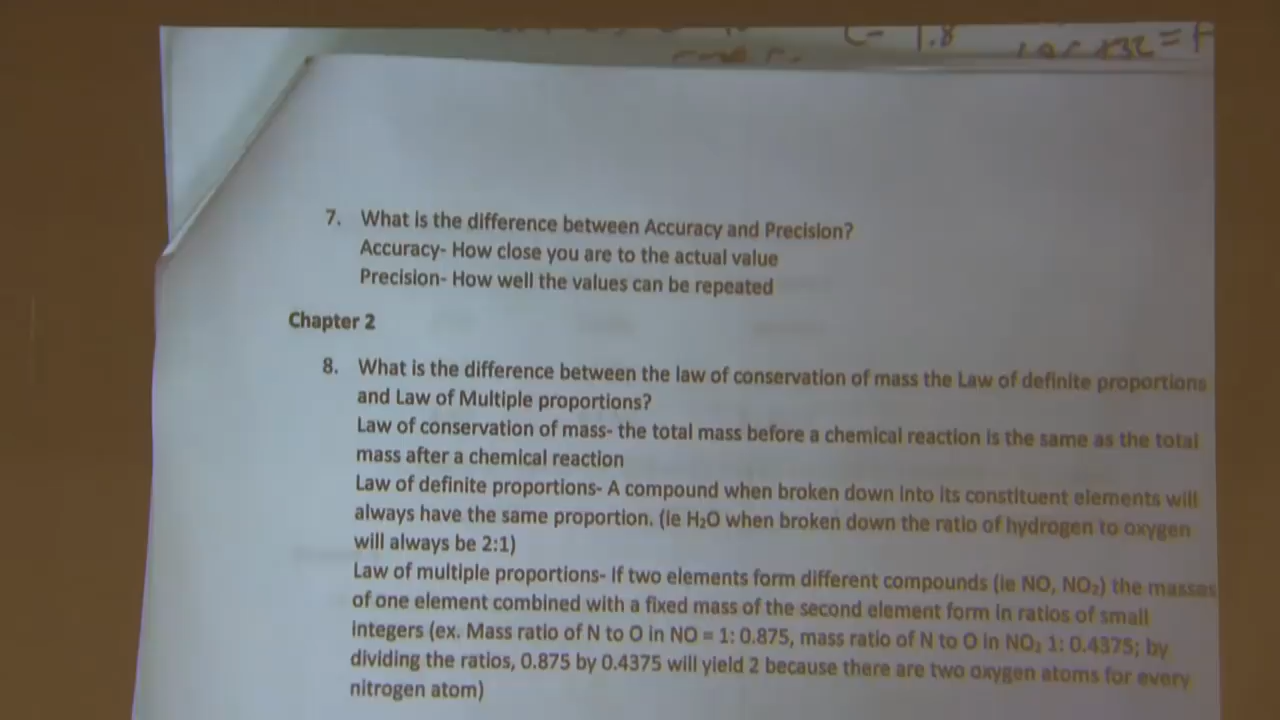 1.8
+32=F
7. What is the difference between Accuracy and Precision?
Accuracy- How close you are to the actual value
Precision- How well the values can be repeated
Chapter 2
8. What is the difference between the law of conservation of mass the Law of definite proportions
and Law of Multiple proportions?
Law of conservation of mass- the total mass before a chemical reaction is the same as the total
mass after a chemical reaction
Law of definite proportions- A compound when broken down into its constituent elements will
always have the same proportion. (ie H₂O when broken down the ratio of hydrogen to oxygen
will always be 2:1)
Law of multiple proportions- If two elements form different compounds (ie NO, NO₂) the masses
of one element combined with a fixed mass of the second element form in ratios of small
integers (ex. Mass ratio of N to O in NO = 1: 0.875, mass ratio of N to O in NO₂ 1: 0.4375; by
dividing the ratios, 0.875 by 0.4375 will yield 2 because there are two oxygen atoms for every
nitrogen atom)